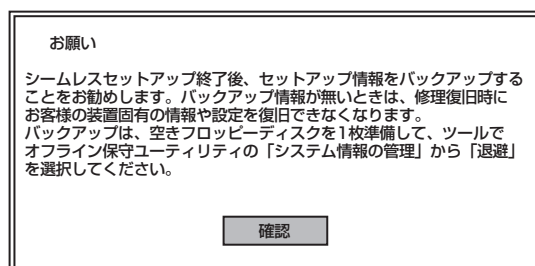 お願い
シームレスセットアップ終了後、セットアップ情報をバックアップする
ことをお勧めします。バックアップ情報が無いときは、修理復旧時に
お客様の装置固有の情報や設定を復旧できなくなります。
バックアップは、空きフロッピーディスクを1枚準備して、ツールで
オフライン保守ユーティリティの「システム情報の管理」から「退避」
を選択してください。
確認